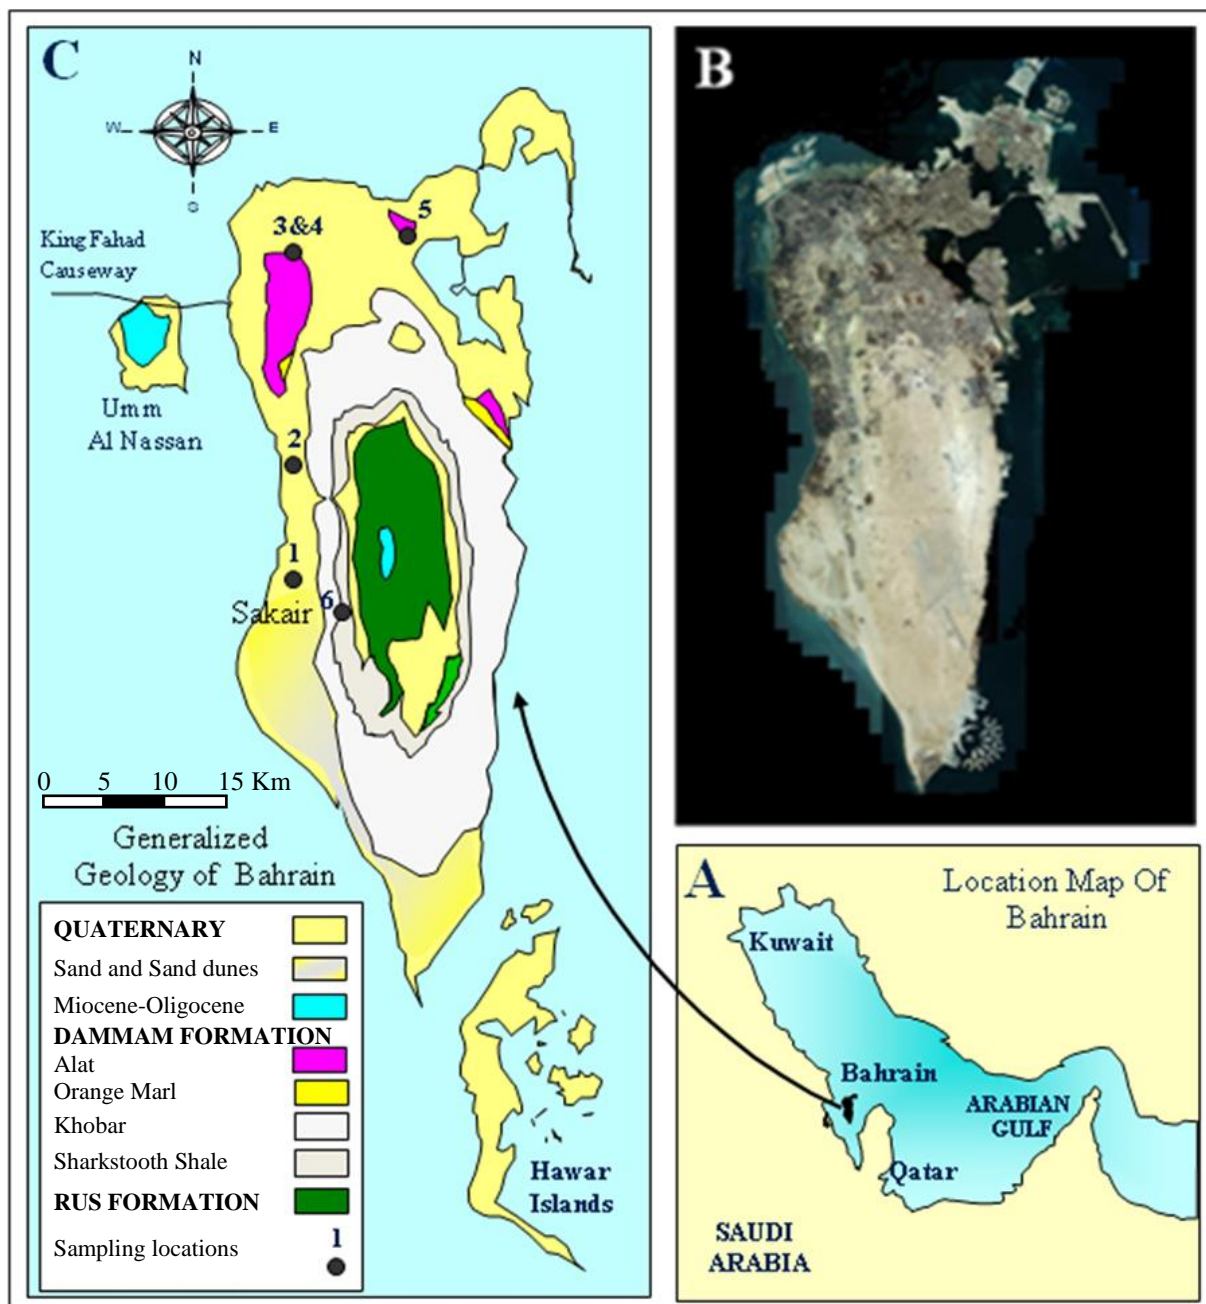 C
N
W
E
G
3&4
5
King Fahad
Causeway
Umm
Al Nassan
2
1
Sakair
6
0 5 10 15 Km
Generalized
Geology of Bahrain
QUATERNARY
Sand and Sand dunes
Miocene-Oligocene
DAMMAM FORMATION
Alat
Orange Marl
Khobar
Sharkstooth Shale
RUS FORMATION
Sampling locations
1
Hawar
Islands
B
A
Location Map Of
Bahrain
Kuwait
Bahrain
ARABIAN
GULF
Qatar
SAUDI
ARABIA